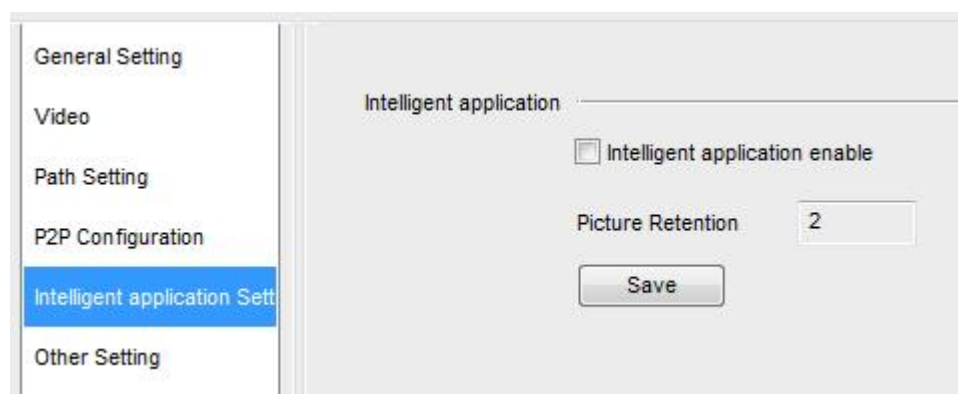 General Setting
Video
Path Setting
P2P Configuration
Intelligent application Sett
Other Setting
Intelligent application
Intelligent application enable
Picture Retention 2
Save